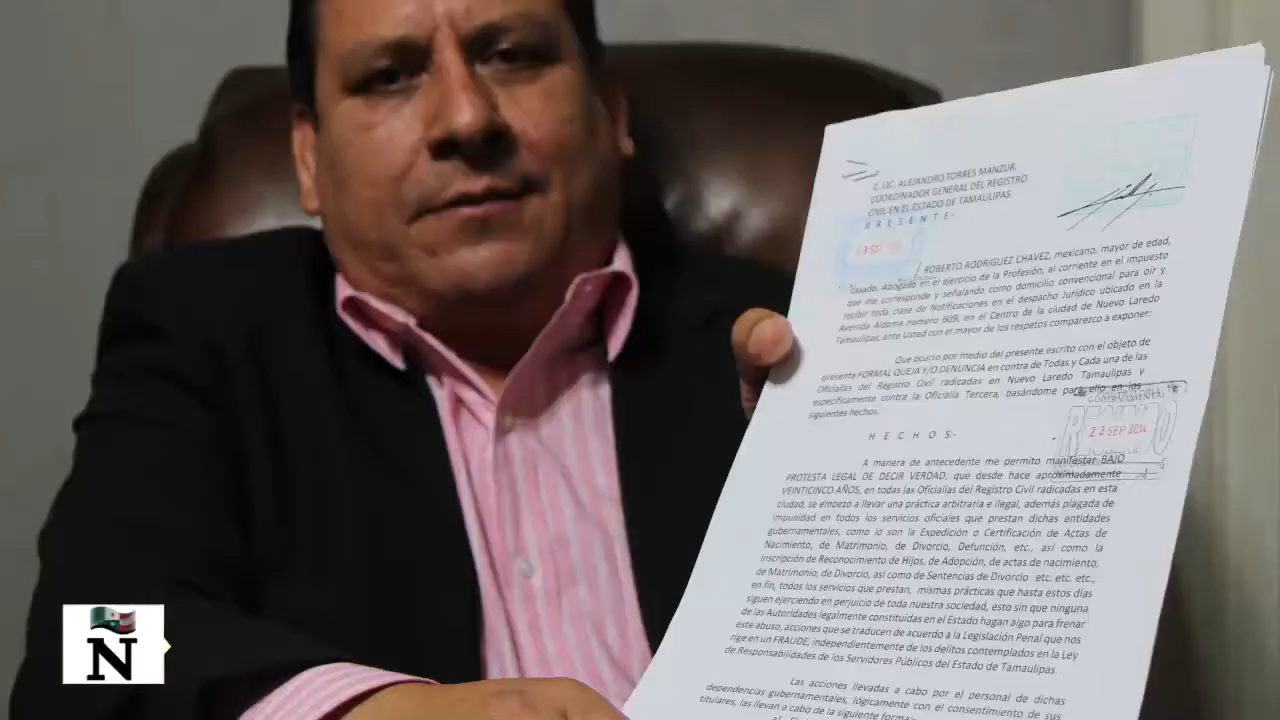 C. LIC. ALEJANDRO TORRES MANZUR.
COORDINADOR GENERAL DEL REGISTRO
CIVIL EN EL ESTADO DE TAMAULIPAS.
P R E S E N T E:-
ROBERTO RODRIGUEZ CHAVEZ, mexicano, mayor de edad,
casado, Abogado en el ejercicio de la Profesión, al corriente en el impuesto
que me corresponde y señalando como domicilio convencional para oir y
recibir toda clase de Notificaciones en el despacho Jurídico ubicado en la
Avenida Aldama numero 609, en el Centro de la ciudad de Nuevo Laredo
Tamaulipas, ante Usted con el mayor de los respetos comparezco a exponer:
Que ocurro por medio del presente escrito con el objeto de
presenta FORMAL QUEJA Y/O DENUNCIA en contra de Todas y Cada una de las
Oficialías del Registro Civil radicadas en Nuevo Laredo Tamaulipas y
específicamente contra la Oficialía Tercera, basándome para ello en los
siguientes hechos.
GUBERNAMENTAL
23 SEP 2014
H E C H O S:-
A manera de antecedente me permito manifestar BAJO
PROTESTA LEGAL DE DECIR VERDAD, que desde hace aproximadamente
VEINTICINCO AÑOS, en todas las Oficialías del Registro Civil radicadas en esta
ciudad, se empezó a llevar una práctica arbitraria e ilegal, además plagada de
impunidad en todos los servicios oficiales que prestan dichas entidades
gubernamentales, como lo son la Expedición o Certificación de Actas de
Nacimiento, de Matrimonio, de Divorcio, Defunción, etc., así como la
Inscripción de Reconocimiento de Hijos, de Adopción, de actas de nacimiento,
de Matrimonio, de Divorcio, asi como de Sentencias de Divorcio etc. etc. etc.,
en fin, todos los servicios que prestan, mismas prácticas que hasta estos días
siguen ejerciendo en perjuicio de toda nuestra sociedad, esto sin que ninguna
de las Autoridades legalmente constituidas en el Estado hagan algo para frenar
este abuso, acciones que se traducen de acuerdo a la Legislación Penal que nos
rige en un FRAUDE, independientemente de los delitos contemplados en la Ley
de Responsabilidades de los Servidores Públicos del Estado de Tamaulipas.
Las acciones llevadas a cabo por el personal de dichas
dependencias gubernamentales, lógicamente con el consentimiento de sus
titulares, las llevan a cabo de la siguiente forma:
N